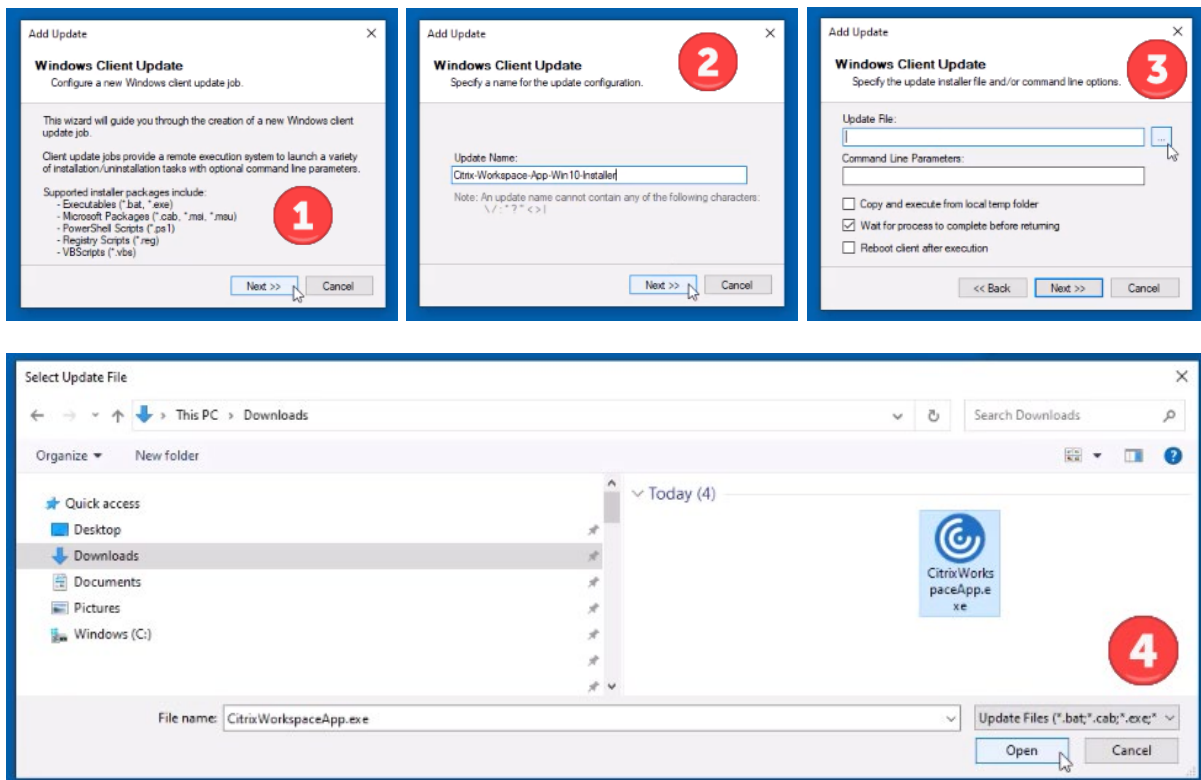 Add Update
Windows Client Update
Configure a new Windows client update job.
This wizard will guide you through the creation of a new Windows client
update job.
Client update jobs provide a remote execution system to launch a variety
of installation/uninstallation tasks with optional command line parameters.
Supported installer packages include:
- Executables (*.bat, *.exe)
- Microsoft Packages (*.cab, *.msi, *.msu)
- PowerShell Scripts (*.ps1)
- Registry Scripts (*.reg)
- VBScripts (*.vbs)
1
Next >>
Cancel
Add Update
Windows Client Update
Specify a name for the update configuration.
2
Update Name:
Citrix-Workspace-App-Win10-Installer
Note: An update name cannot contain any of the following characters:
\ / : * ? " < > |
Next >>
Cancel
Add Update
Windows Client Update
Specify the update installer file and/or command line options.
3
Update File:
...
Command Line Parameters:
Copy and execute from local temp folder
Wait for process to complete before returning
Reboot client after execution
<< Back
Next >>
Cancel
Select Update File
This PC > Downloads
Search Downloads
Organize
New folder
Quick access
Desktop
Downloads
Documents
Pictures
Windows (C:)
Today (4)
CitrixWorks
paceApp.e
xe
4
File name:
CitrixWorkspaceApp.exe
Update Files (*.bat;*.cab;*.exe;*
Open
Cancel